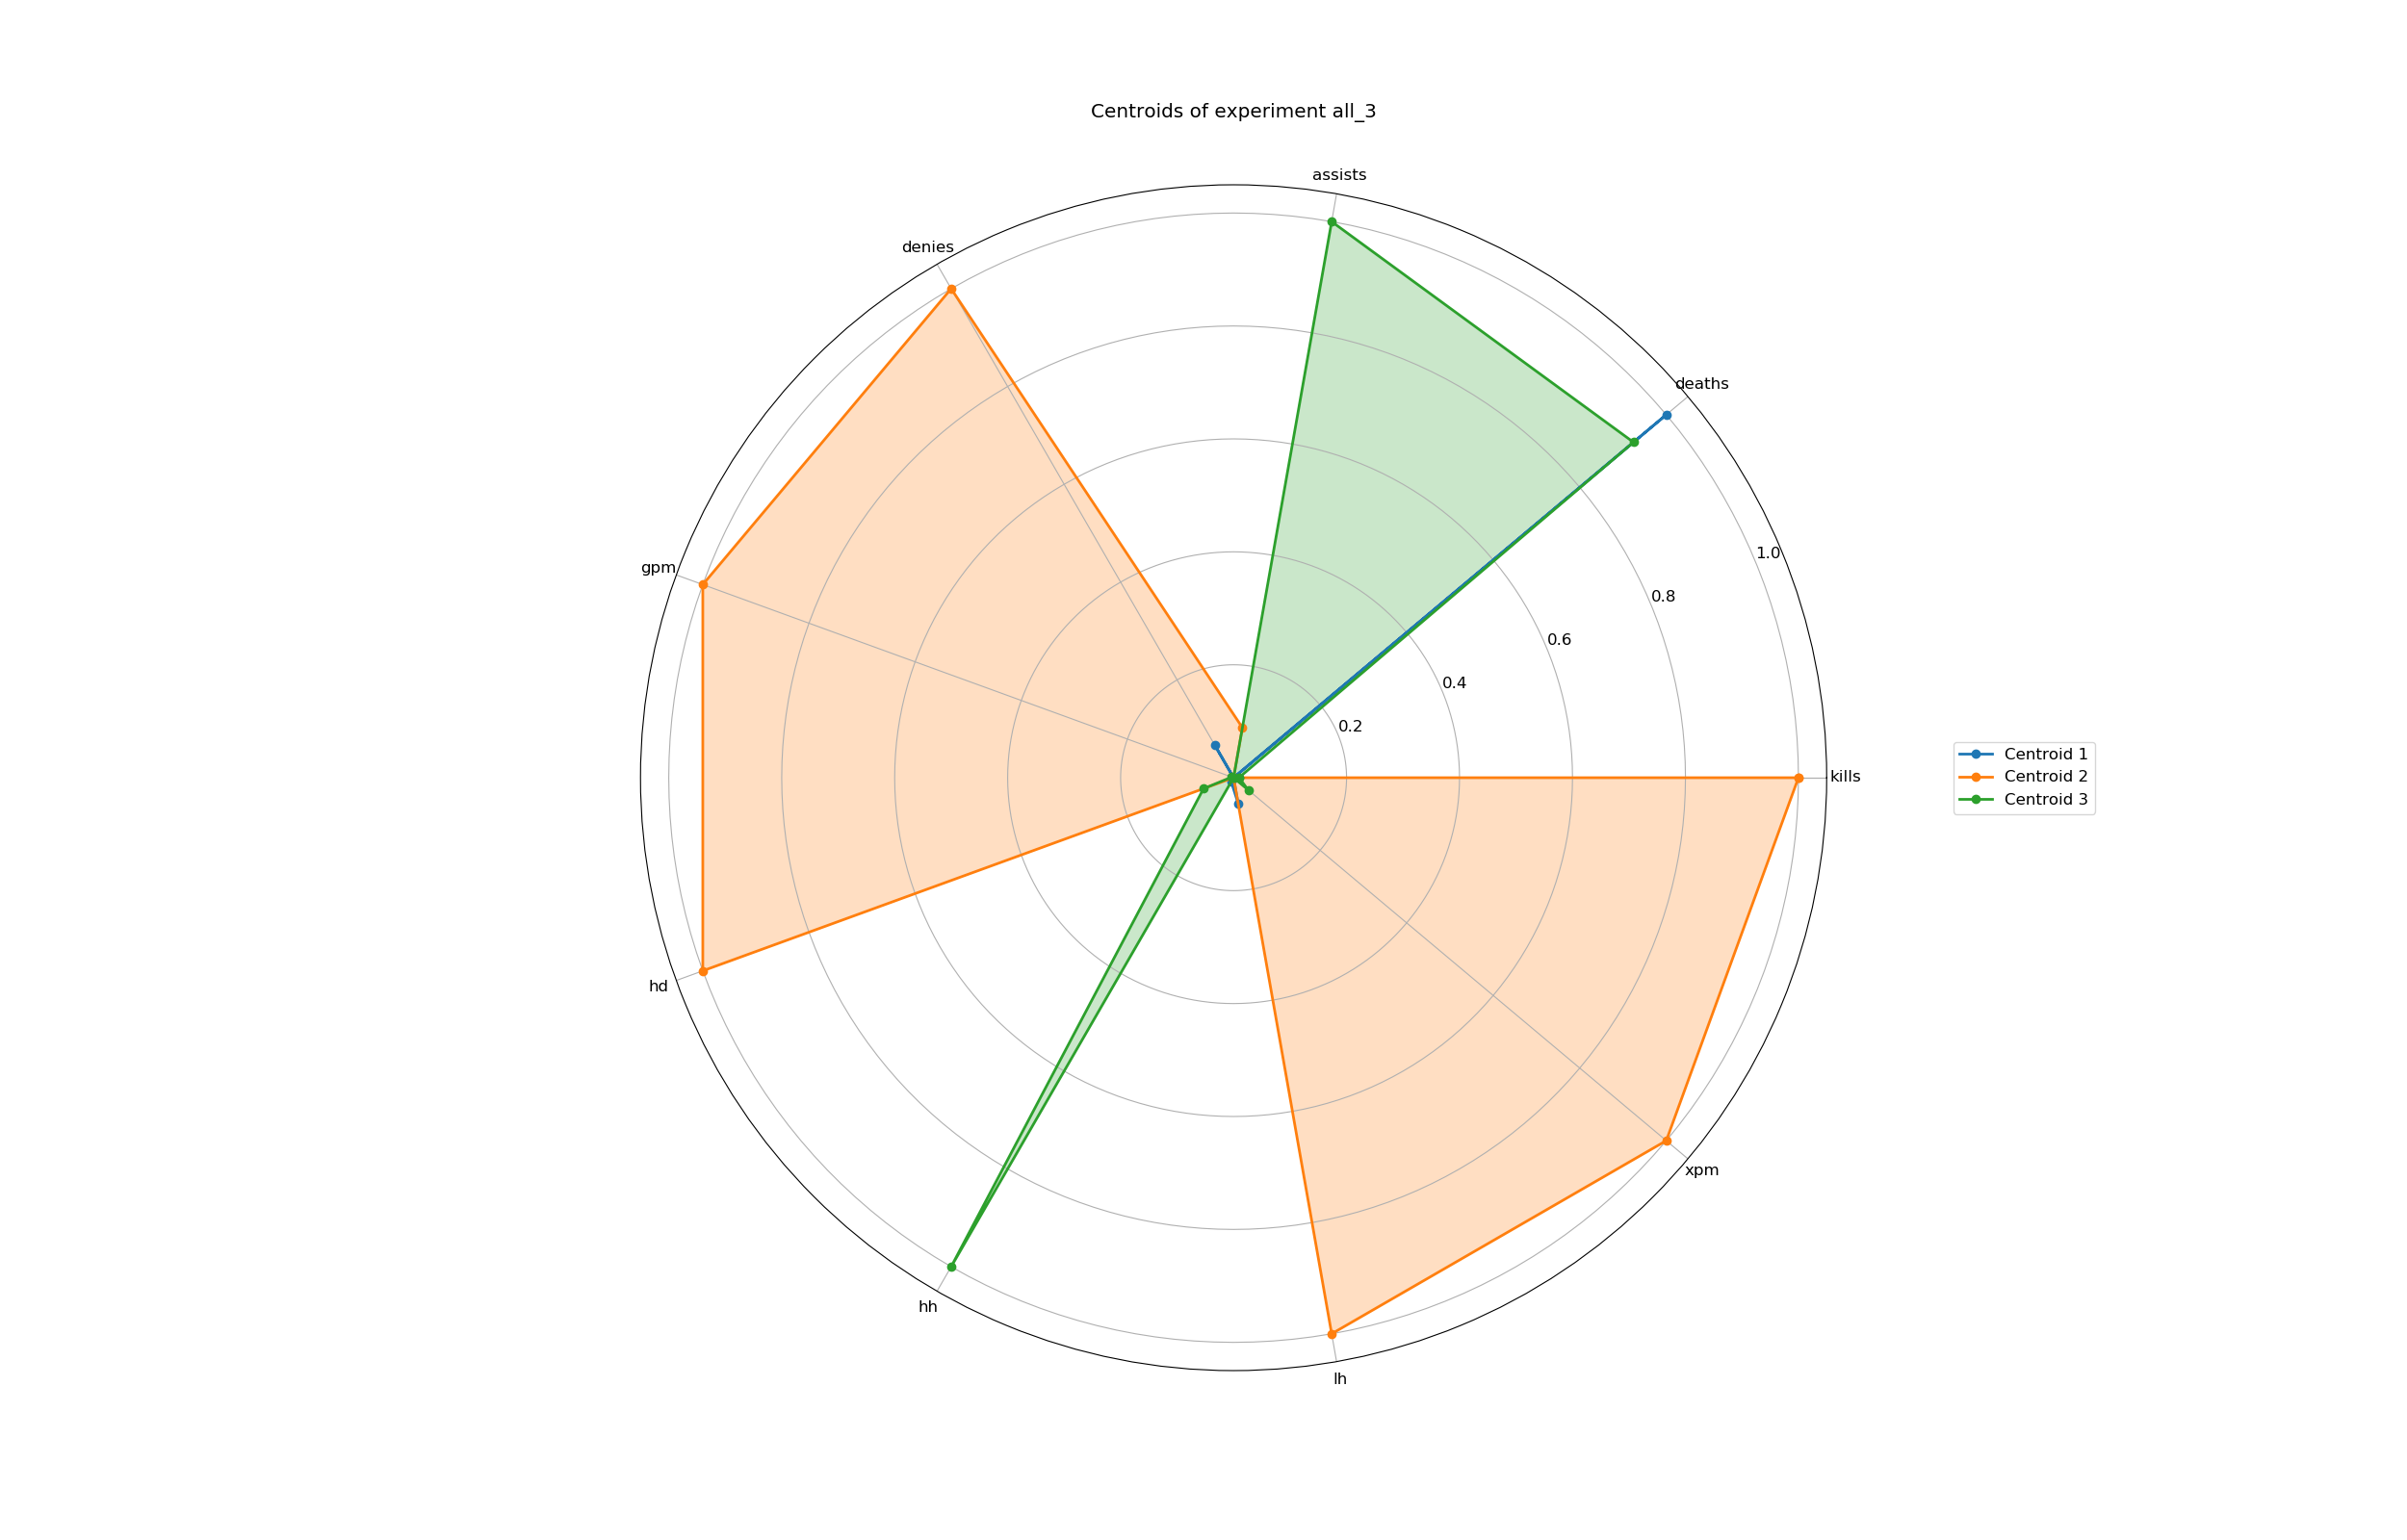 Centroids of experiment all_3
assists
denies
deaths
gpm
1.0
0.8
0.6
0.4
0.2
kills
Centroid 1
Centroid 2
Centroid 3
hd
xpm
hh
lh